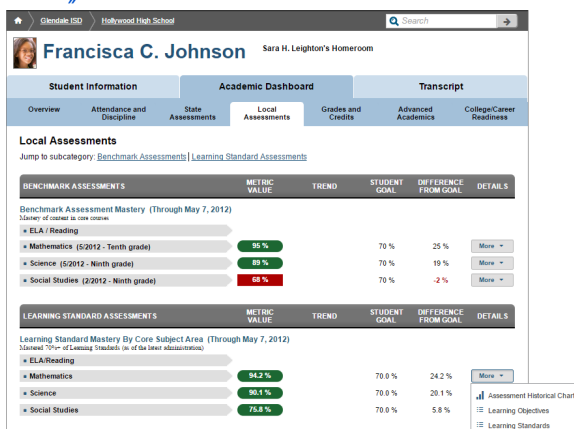 ”
Glendale ISD Hollywood High School Search
Francisca C. Johnson Sara H. Leighton's Homeroom
Student Information Academic Dashboard Transcript
Overview Attendance and Discipline State Assessments Local Assessments Grades and Credits Advanced Academics College/Career Readiness
Local Assessments
Jump to subcategory: Benchmark Assessments | Learning Standard Assessments
BENCHMARK ASSESSMENTS METRIC VALUE TREND STUDENT GOAL DIFFERENCE FROM GOAL DETAILS
Benchmark Assessment Mastery (Through May 7, 2012)
Mastery of content in core courses
ELA / Reading
Mathematics (5/2012 - Tenth grade) 95 % 70 % 25 % More
Science (5/2012 - Ninth grade) 89 % 70 % 19 % More
Social Studies (2/2012 - Ninth grade) 68 % 70 % -2 % More
LEARNING STANDARD ASSESSMENTS METRIC VALUE TREND STUDENT GOAL DIFFERENCE FROM GOAL DETAILS
Learning Standard Mastery By Core Subject Area (Through May 7, 2012)
Mastered 70%+ of Learning Standards (as of the latest administration)
ELA/Reading
Mathematics 94.2 % 70.0 % 24.2 % More
Science 90.1 % 70.0 % 20.1 % Assessment Historical Chart
Social Studies 75.8 % 70.0 % 5.8 % Learning Objectives
Learning Standards